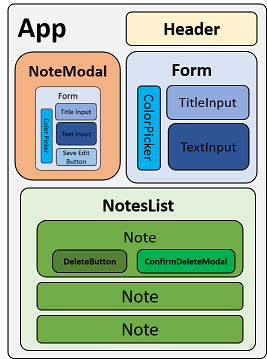 App
Header
NoteModal
Form
Color Picker
Title Input
Text Input
Save Edit
Button
Form
ColorPicker
TitleInput
TextInput
NotesList
Note
DeleteButton
ConfirmDeleteModal
Note
Note